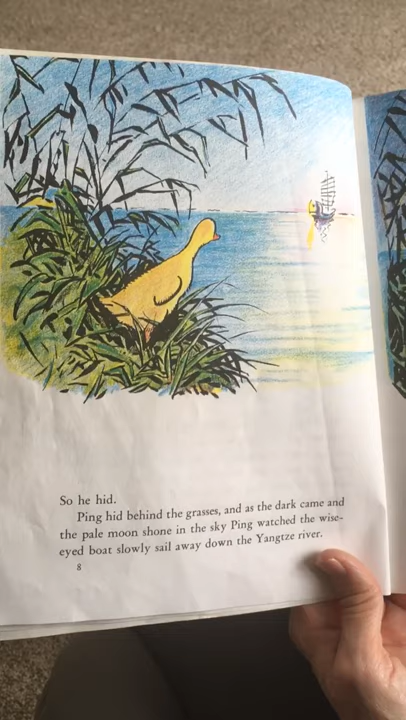 So he hid.
Ping hid behind the grasses, and as the dark came and
the pale moon shone in the sky Ping watched the wise-
eyed boat slowly sail away down the Yangtze river.
8